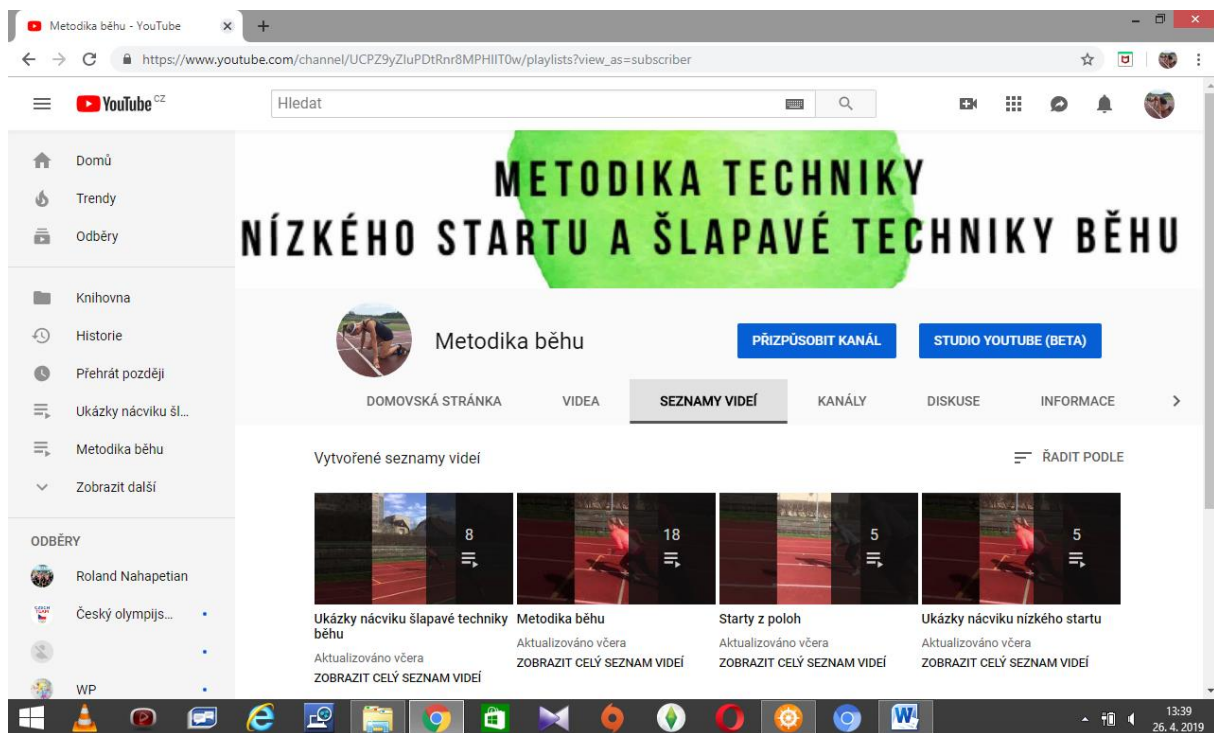 Metodika běhu - YouTube
https://www.youtube.com/channel/UCPZ9yZIuPDtRnr8MPHIIT0w/playlists?view_as=subscriber
YouTube CZ
Hledat
Domů
Trendy
Odběry
Knihovna
Historie
Přehrát později
Ukázky nácviku šl...
Metodika běhu
Zobrazit další
ODBĚRY
Roland Nahapetian
Český olympijs...
WP
METODIKA TECHNIKY
NÍZKÉHO STARTU A ŠLAPAVÉ TECHNIKY BĚHU
Metodika běhu
PŘIZPŮSOBIT KANÁL
STUDIO YOUTUBE (BETA)
DOMOVSKÁ STRÁNKA
VIDEA
SEZNAMY VIDEÍ
KANÁLY
DISKUSE
INFORMACE
Vytvořené seznamy videí
ŘADIT PODLE
8
Ukázky nácviku šlapavé techniky
běhu
Aktualizováno včera
ZOBRAZIT CELÝ SEZNAM VIDEÍ
18
Metodika běhu
Aktualizováno včera
ZOBRAZIT CELÝ SEZNAM VIDEÍ
5
Starty z poloh
Aktualizováno včera
ZOBRAZIT CELÝ SEZNAM VIDEÍ
5
Ukázky nácviku nízkého startu
Aktualizováno včera
ZOBRAZIT CELÝ SEZNAM VIDEÍ
13:39
26. 4. 2019